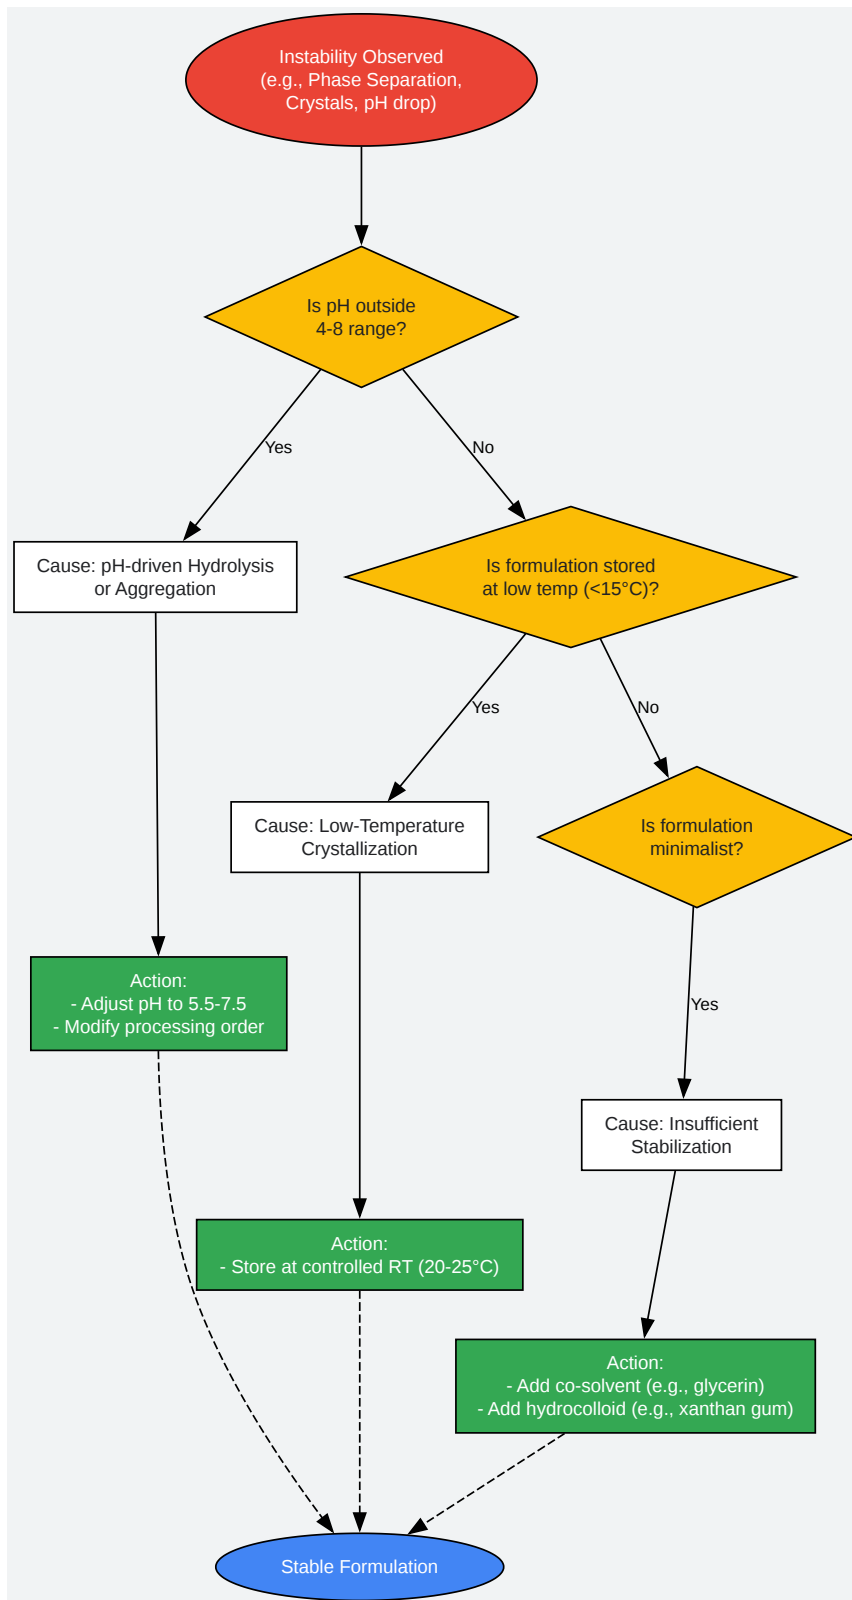 Instability Observed
(e.g., Phase Separation,
Crystals, pH drop)
Is pH outside
4-8 range?
Yes
No
Cause: pH-driven Hydrolysis
or Aggregation
Is formulation stored
at low temp (<15°C)?
Yes
No
Cause: Low-Temperature
Crystallization
Is formulation
minimalist?
Action:
- Adjust pH to 5.5-7.5
- Modify processing order
Yes
Cause: Insufficient
Stabilization
Action:
- Store at controlled RT (20-25°C)
Action:
- Add co-solvent (e.g., glycerin)
- Add hydrocolloid (e.g., xanthan gum)
Stable Formulation